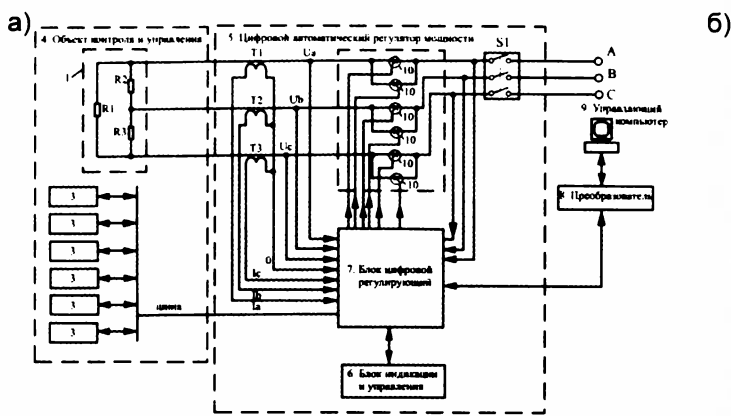 а)
б)
4 Объект контроля и управления
5 Цифровой автоматический регулятор мощности
S1
1
R2
R1
R3
T1
Ua
T2
Ub
T3
Uc
10
10
10
10
10
10
A
B
C
9 Управляющий компьютер
8 Преобразователь
3
3
3
3
3
3
шина
0
Ic
Ib
Ia
7. Блок цифровой регулирующий
6 Блок индикации и управления